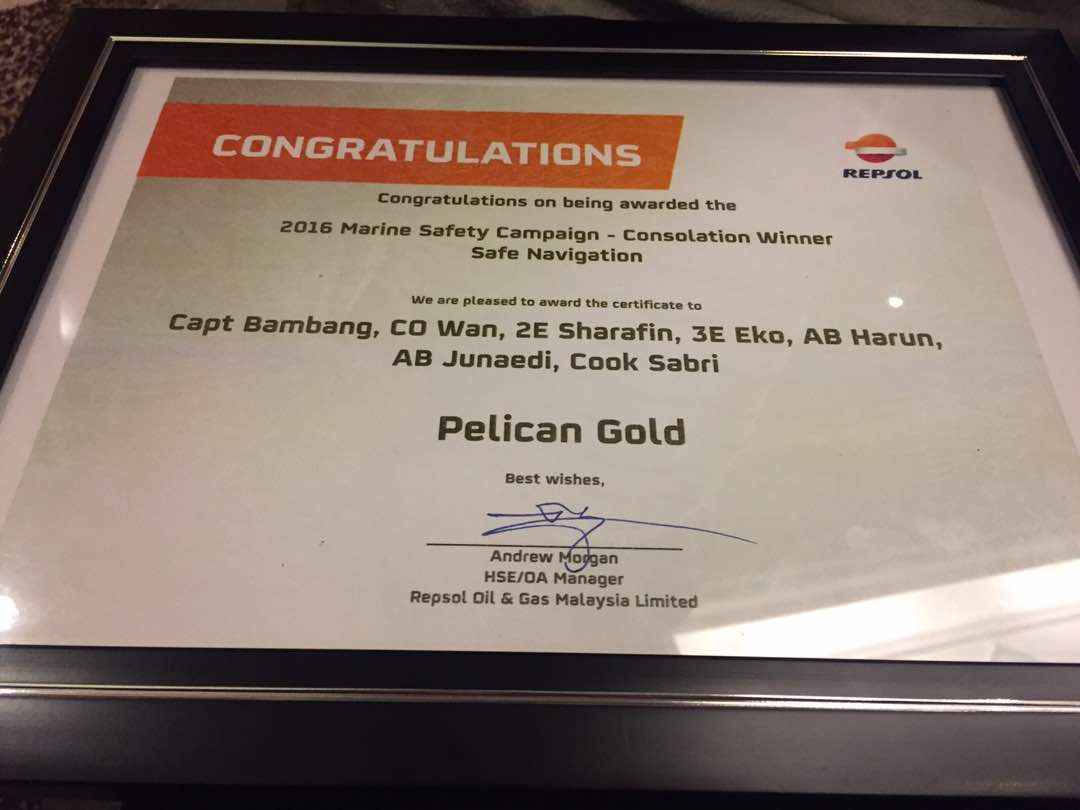 CONGRATULATIONS
REPSOL
Congratulations on being awarded the
2016 Marine Safety Campaign - Consolation Winner
Safe Navigation
We are pleased to award the certificate to
Capt Bambang, CO Wan, 2E Sharafin, 3E Eko, AB Harun,
AB Junaedi, Cook Sabri
Pelican Gold
Best wishes,
Andrew Morgan
HSE/OA Manager
Repsol Oil & Gas Malaysia Limited